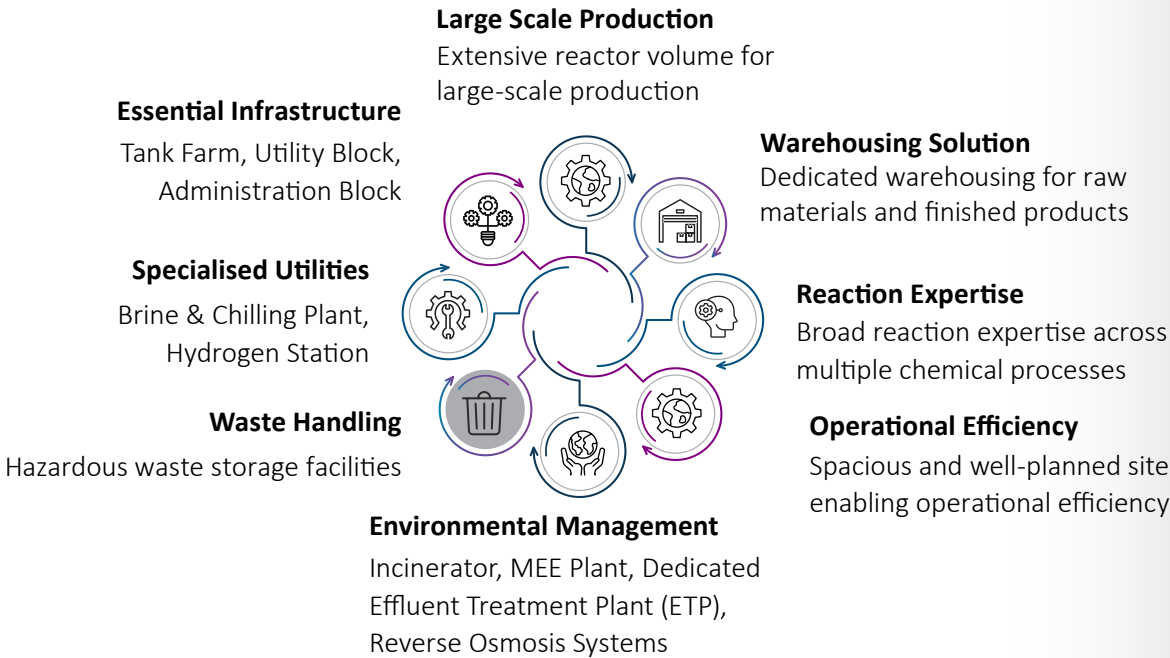 Large Scale Production
Extensive reactor volume for
large-scale production
Essential Infrastructure
Tank Farm, Utility Block,
Administration Block
Warehousing Solution
Dedicated warehousing for raw
materials and finished products
Specialised Utilities
Brine & Chilling Plant,
Hydrogen Station
Reaction Expertise
Broad reaction expertise across
multiple chemical processes
Waste Handling
Hazardous waste storage facilities
Operational Efficiency
Spacious and well-planned site
enabling operational efficiency
Environmental Management
Incinerator, MEE Plant, Dedicated
Effluent Treatment Plant (ETP),
Reverse Osmosis Systems